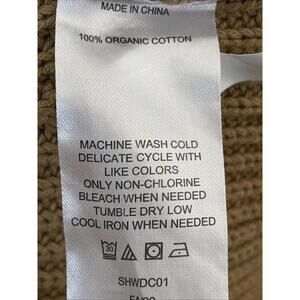 MADE IN CHINA
100% ORGANIC COTTON
MACHINE WASH COLD
DELICATE CYCLE WITH
LIKE COLORS
ONLY NON-CHLORINE
BLEACH WHEN NEEDED
TUMBLE DRY LOW
COOL IRON WHEN NEEDED
30
SHWDC01